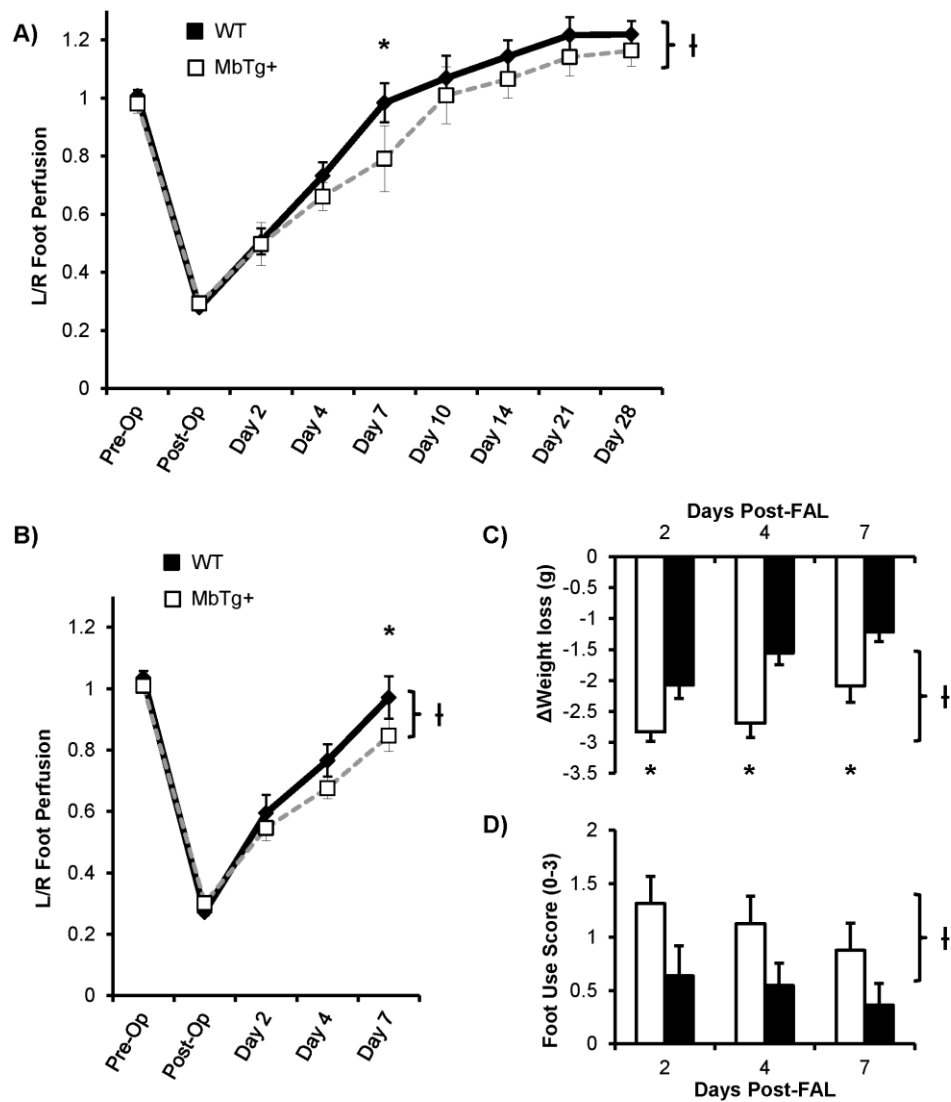 A)
WT
MbTg+
*
⸡
L/R Foot Perfusion
1.2
1
0.8
0.6
0.4
0.2
0
Pre-Op
Post-Op
Day 2
Day 4
Day 7
Day 10
Day 14
Day 21
Day 28
B)
WT
MbTg+
*
L/R Foot Perfusion
1.2
1
0.8
0.6
0.4
0.2
0
Pre-Op
Post-Op
Day 2
Day 4
Day 7
C)
Days Post-FAL
2 4 7
ΔWeight loss (g)
0
-0.5
-1
-1.5
-2
-2.5
-3
-3.5
* * *
D)
Foot Use Score (0-3)
2
1.5
1
0.5
0
2 4 7
Days Post-FAL